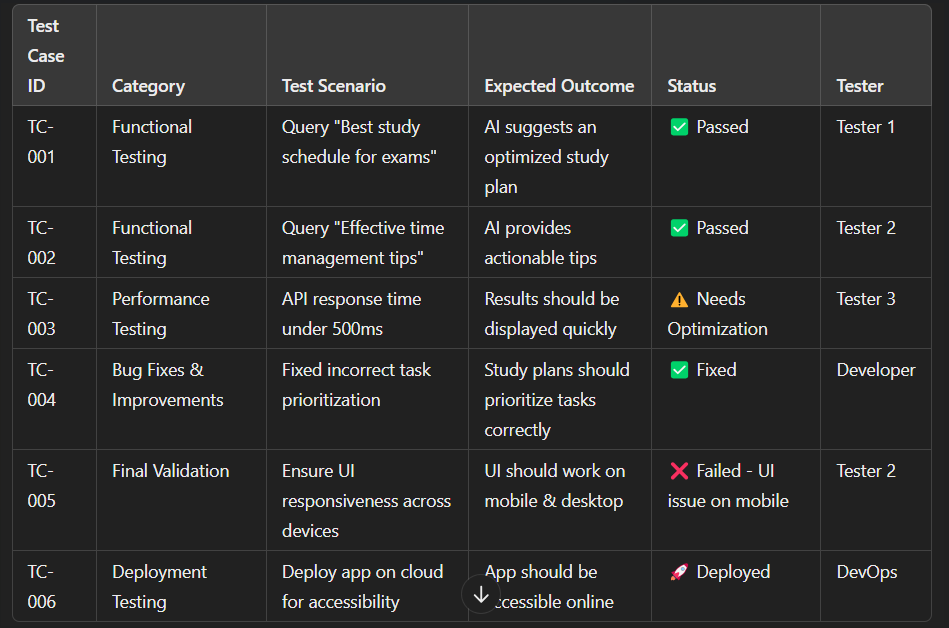 Test
Case
ID Category Test Scenario Expected Outcome Status Tester
TC- Functional Query "Best study AI suggests an ✅ Passed Tester 1
001 Testing schedule for exams" optimized study
plan
TC- Functional Query "Effective time AI provides ✅ Passed Tester 2
002 Testing management tips" actionable tips
TC- Performance API response time Results should be ⚠️ Needs Tester 3
003 Testing under 500ms displayed quickly Optimization
TC- Bug Fixes & Fixed incorrect task Study plans should ✅ Fixed Developer
004 Improvements prioritization prioritize tasks
correctly
TC- Final Validation Ensure UI UI should work on ❌ Failed - UI Tester 2
005 responsiveness across mobile & desktop issue on mobile
devices
TC- Deployment Deploy app on cloud App should be 🚀 Deployed DevOps
006 Testing for accessibility accessible online